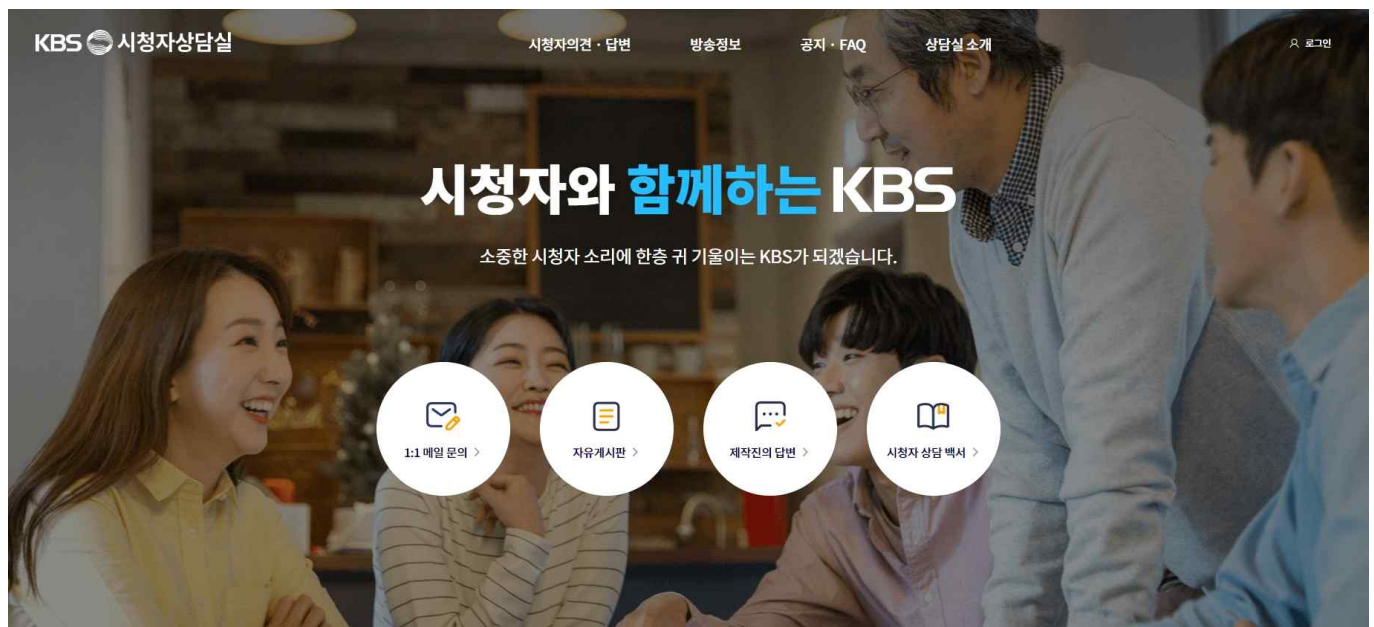 KBS 시청자상담실
시청자의견 · 답변 방송정보 공지 · FAQ 상담실 소개
로그인
시청자와 함께하는 KBS
소중한 시청자 소리에 한층 귀 기울이는 KBS가 되겠습니다.
1:1 메일 문의 >
자유게시판 >
제작진의 답변 >
시청자 상담 백서 >